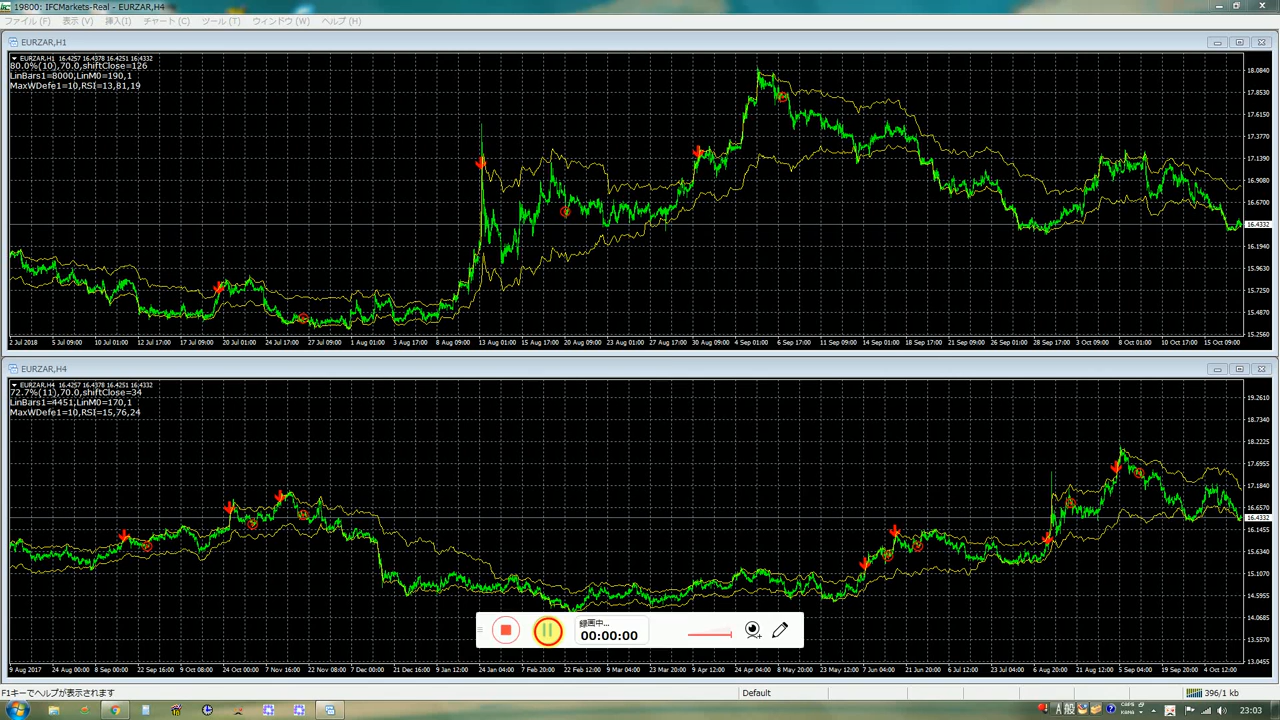 19800: IFCMarkets-Real - EURZAR,H4
ファイル (F) 表示 (V) 挿入(I) チャート (C) ツール (T) ウィンドウ (W) ヘルプ (H)
EURZAR,H1
EURZAR,H1 16.4257 16.4378 16.4251 16.4332
80.0%(10),70.0,shiftClose=126
LinBars1=8000,LinM0=190,1
MaxWDefe1=10,RSI=13,81,19
18.0840
17.8530
17.6150
17.3770
17.1390
16.9080
16.6700
16.4332
16.1940
15.9630
15.7250
15.4870
15.2560
2 Jul 2018 5 Jul 09:00 10 Jul 01:00 12 Jul 17:00 17 Jul 09:00 20 Jul 01:00 24 Jul 17:00 27 Jul 09:00 1 Aug 01:00 3 Aug 17:00 8 Aug 09:00 13 Aug 01:00 15 Aug 17:00 20 Aug 09:00 23 Aug 01:00 27 Aug 17:00 30 Aug 09:00 4 Sep 01:00 6 Sep 17:00 11 Sep 09:00 14 Sep 01:00 18 Sep 17:00 21 Sep 09:00 26 Sep 01:00 28 Sep 17:00 3 Oct 09:00 8 Oct 01:00 10 Oct 17:00 15 Oct 09:00
EURZAR,H4
EURZAR,H4 16.4257 16.4378 16.4251 16.4332
72.7%(11),70.0,shiftClose=34
LinBars1=4451,LinM0=170,1
MaxWDefe1=10,RSI=15,76,24
19.2610
18.7340
18.2225
17.6955
17.1840
16.6570
16.4332
16.1455
15.6340
15.1070
14.5955
14.0685
13.5570
13.0455
録画中...
00:00:00
9 Aug 2017 24 Aug 00:00 8 Sep 00:00 22 Sep 16:00 9 Oct 08:00 24 Oct 00:00 7 Nov 16:00 22 Nov 08:00 7 Dec 00:00 21 Dec 16:00 9 Jan 12:00 24 Jan 04:00 7 Feb 20:00 22 Feb 12:00 9 Mar 04:00 23 Mar 20:00 9 Apr 12:00 24 Apr 04:00 8 May 20:00 23 May 12:00 7 Jun 04:00 21 Jun 20:00 6 Jul 12:00 23 Jul 04:00 6 Aug 20:00 21 Aug 12:00 5 Sep 04:00 19 Sep 20:00 4 Oct 12:00
F1キーでヘルプが表示されます
Default
396/1 kb
A 般
CAPS
KANA
23:03